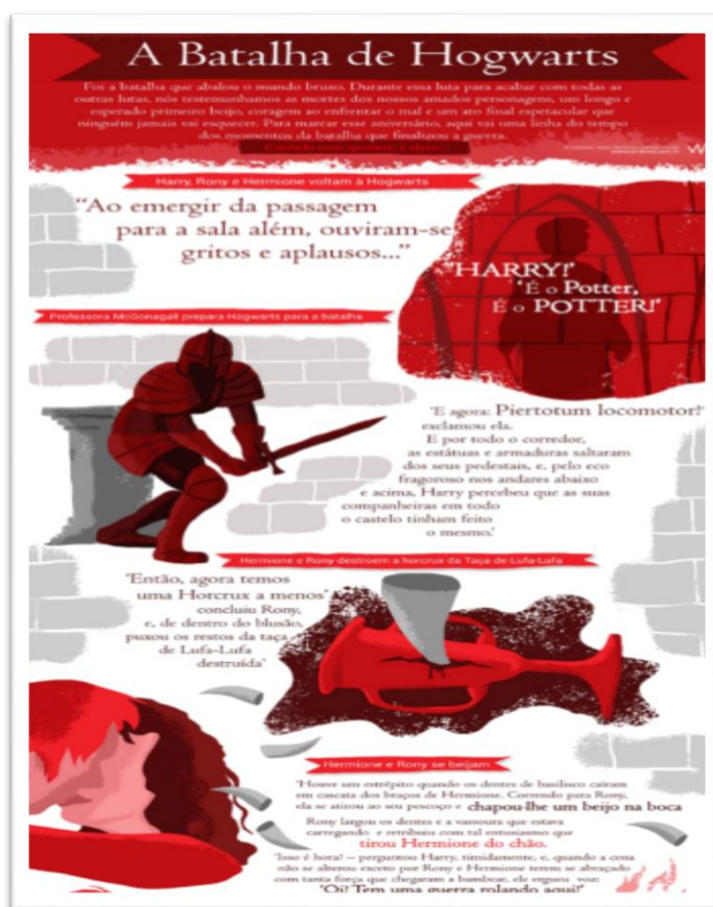 A Batalha de Hogwarts
Foi a batalha que abalou o mundo bruxo. Durante essa luta para acabar com todas as
outras lutas, nós testemunhamos as mortes dos nossos amados personagens, um longo e
esperado primeiro beijo, coragem ao enfrentar o mal e um ato final espetacular que
ninguém jamais vai esquecer. Para marcar esse aniversário, aqui vai uma linha do tempo
dos momentos da batalha que finalizou a guerra.
Cuidado com spoilers, é claro
Harry, Rony e Hermione voltam à Hogwarts
"Ao emergir da passagem
para a sala além, ouviram-se
gritos e aplausos..."
"HARRY!'
'É o Potter,
É o POTTER!'
Professora McGonagall prepara Hogwarts para a batalha
'E agora: Piertotum locomotor!'
exclamou ela.
E por todo o corredor,
as estátuas e armaduras saltaram
dos seus pedestais, e, pelo eco
fragoroso nos andares abaixo
e acima, Harry percebeu que as suas
companheiras em todo
o castelo tinham feito
o mesmo.'
Hermione e Rony destroem a horcrux da Taça de Lufa-Lufa
'Então, agora temos
uma Horcrux a menos'
concluiu Rony,
e, de dentro do blusão,
puxou os restos da taça
de Lufa-Lufa
destruída'
Hermione e Rony se beijam
'Houve um estrépito quando os dentes de basilisco caíram
em cascata dos braços de Hermione. Correndo para Rony,
ela se atirou ao seu pescoço e chapou-lhe um beijo na boca
Rony largou os dentes e a vassoura que estava
carregando e retribuiu com tal entusiasmo que
tirou Hermione do chão.
'Isso é hora? – perguntou Harry, timidamente, e, quando a cena
não se alterou exceto por Rony e Hermione terem se abraçado
com tanta força que chegaram a bambear, ele ergueu voz:
'Oi! Tem uma guerra rolando aqui!'